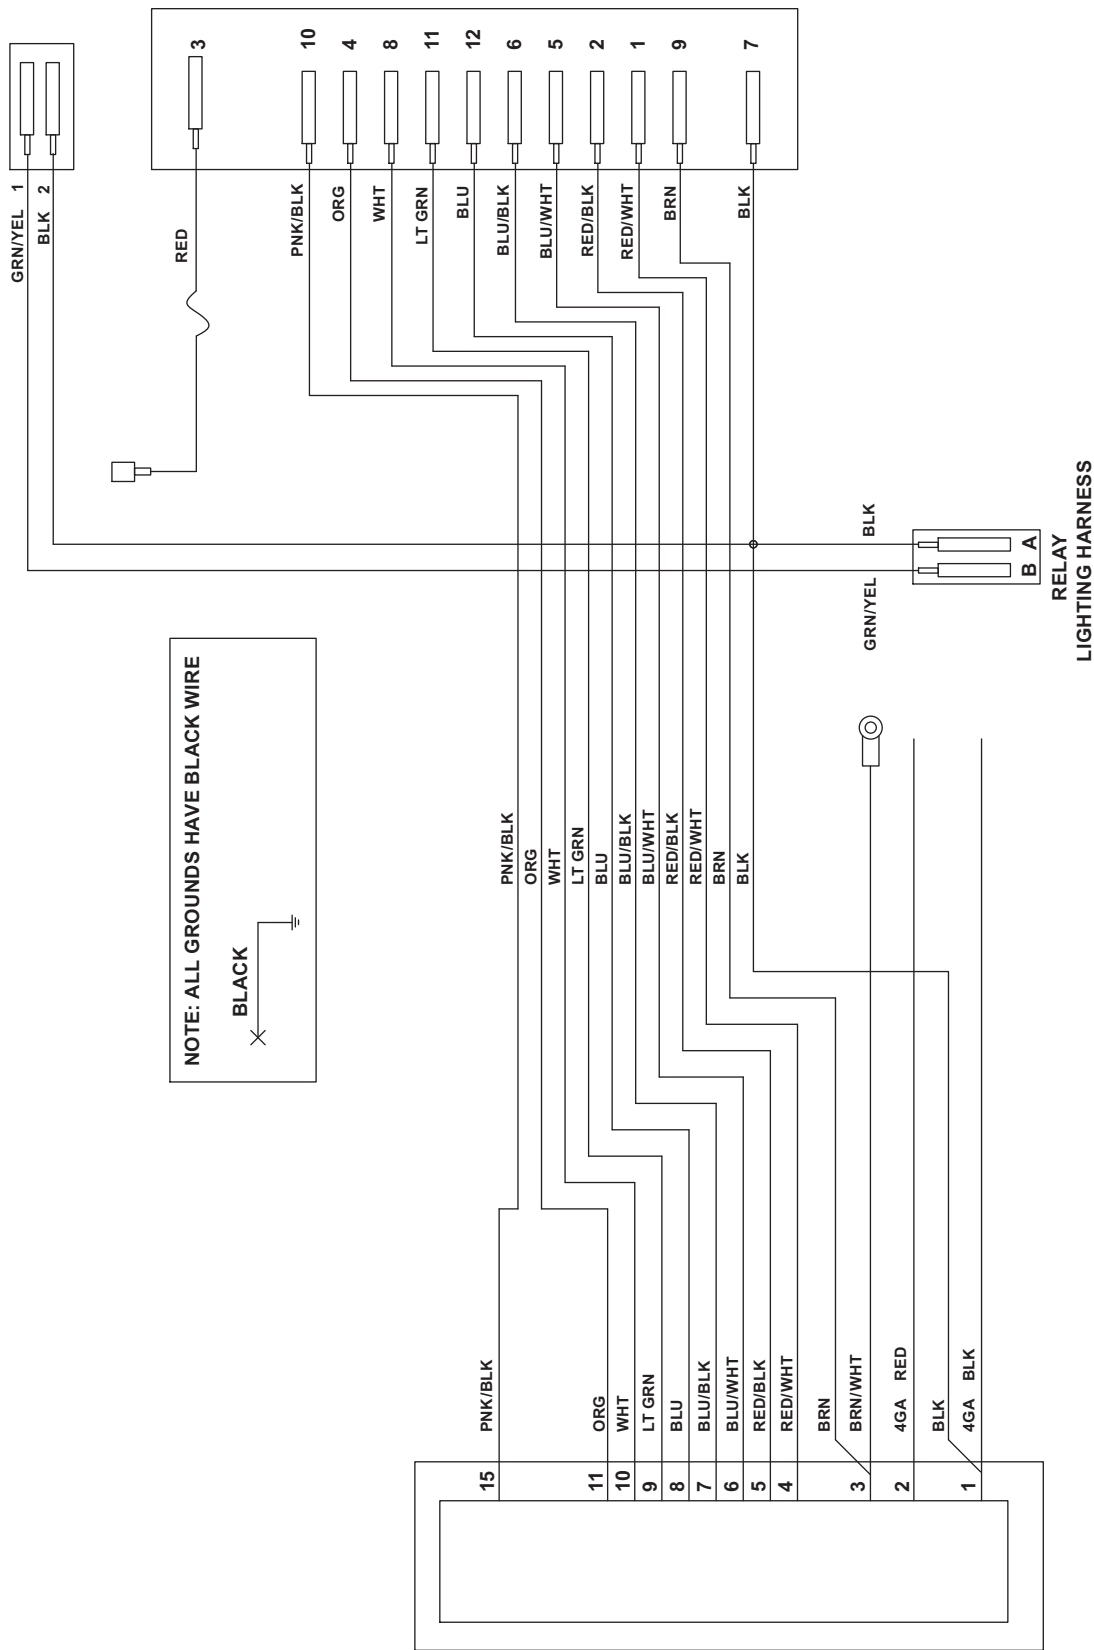 GRN/YEL 1
BLK 2
3
10
4
8
11
12
6
5
2
1
9
7
RED
PNK/BLK
ORG
WHT
LT GRN
BLU
BLU/BLK
BLU/WHT
RED/BLK
RED/WHT
BRN
BLK
BLK
GRN/YEL
A
B
RELAY
LIGHTING HARNESS
NOTE: ALL GROUNDS HAVE BLACK WIRE
BLACK
PNK/BLK
ORG
WHT
LT GRN
BLU
BLU/BLK
BLU/WHT
RED/BLK
RED/WHT
BRN
BLK
PNK/BLK
ORG
WHT
LT GRN
BLU
BLU/BLK
BLU/WHT
RED/BLK
RED/WHT
BRN
BRN/WHT
4GA RED
BLK
4GA BLK
15
11
10
9
8
7
6
5
4
3
2
1